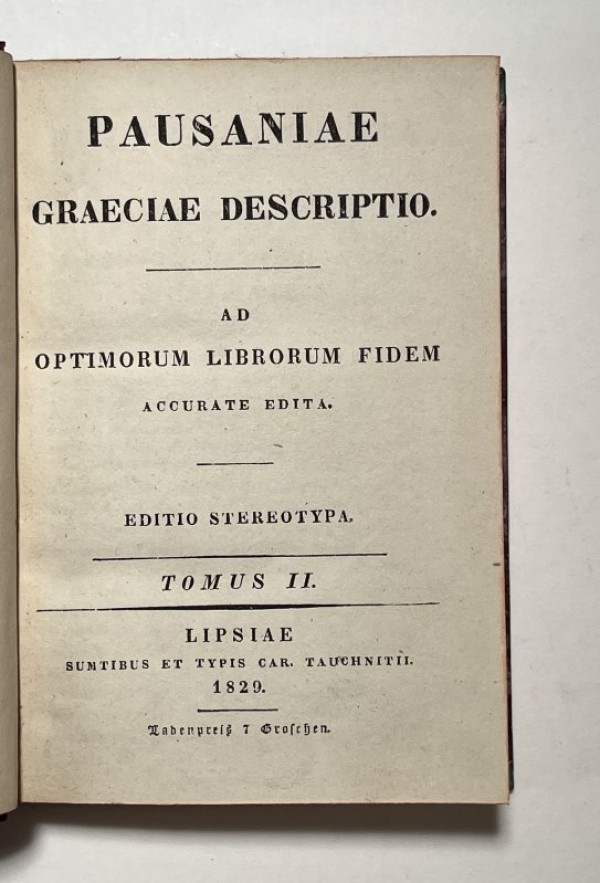 PAUSANIAE
GRAECIAE DESCRIPTIO.
AD
OPTIMORUM LIBRORUM FIDEM
ACCURATE EDITA.
EDITIO STEREOTYPA.
TOMUS II.
LIPSIAE
SUMTIBUS ET TYPIS CAR. TAUCHNITII.
1829.
Ladenpreiß 7 Groſchen.